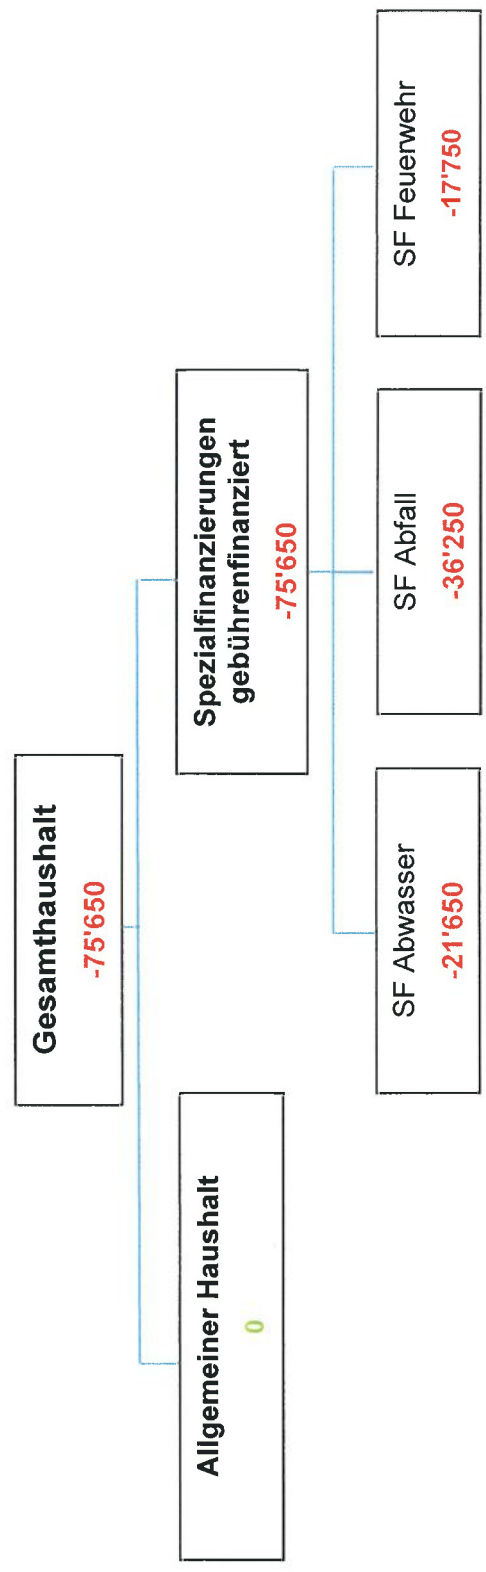 Gesamthaushalt
-75'650
Allgemeiner Haushalt
0
Spezialfinanzierungen
gebührenfinanziert
-75'650
SF Abwasser
-21'650
SF Abfall
-36'250
SF Feuerwehr
-17'750